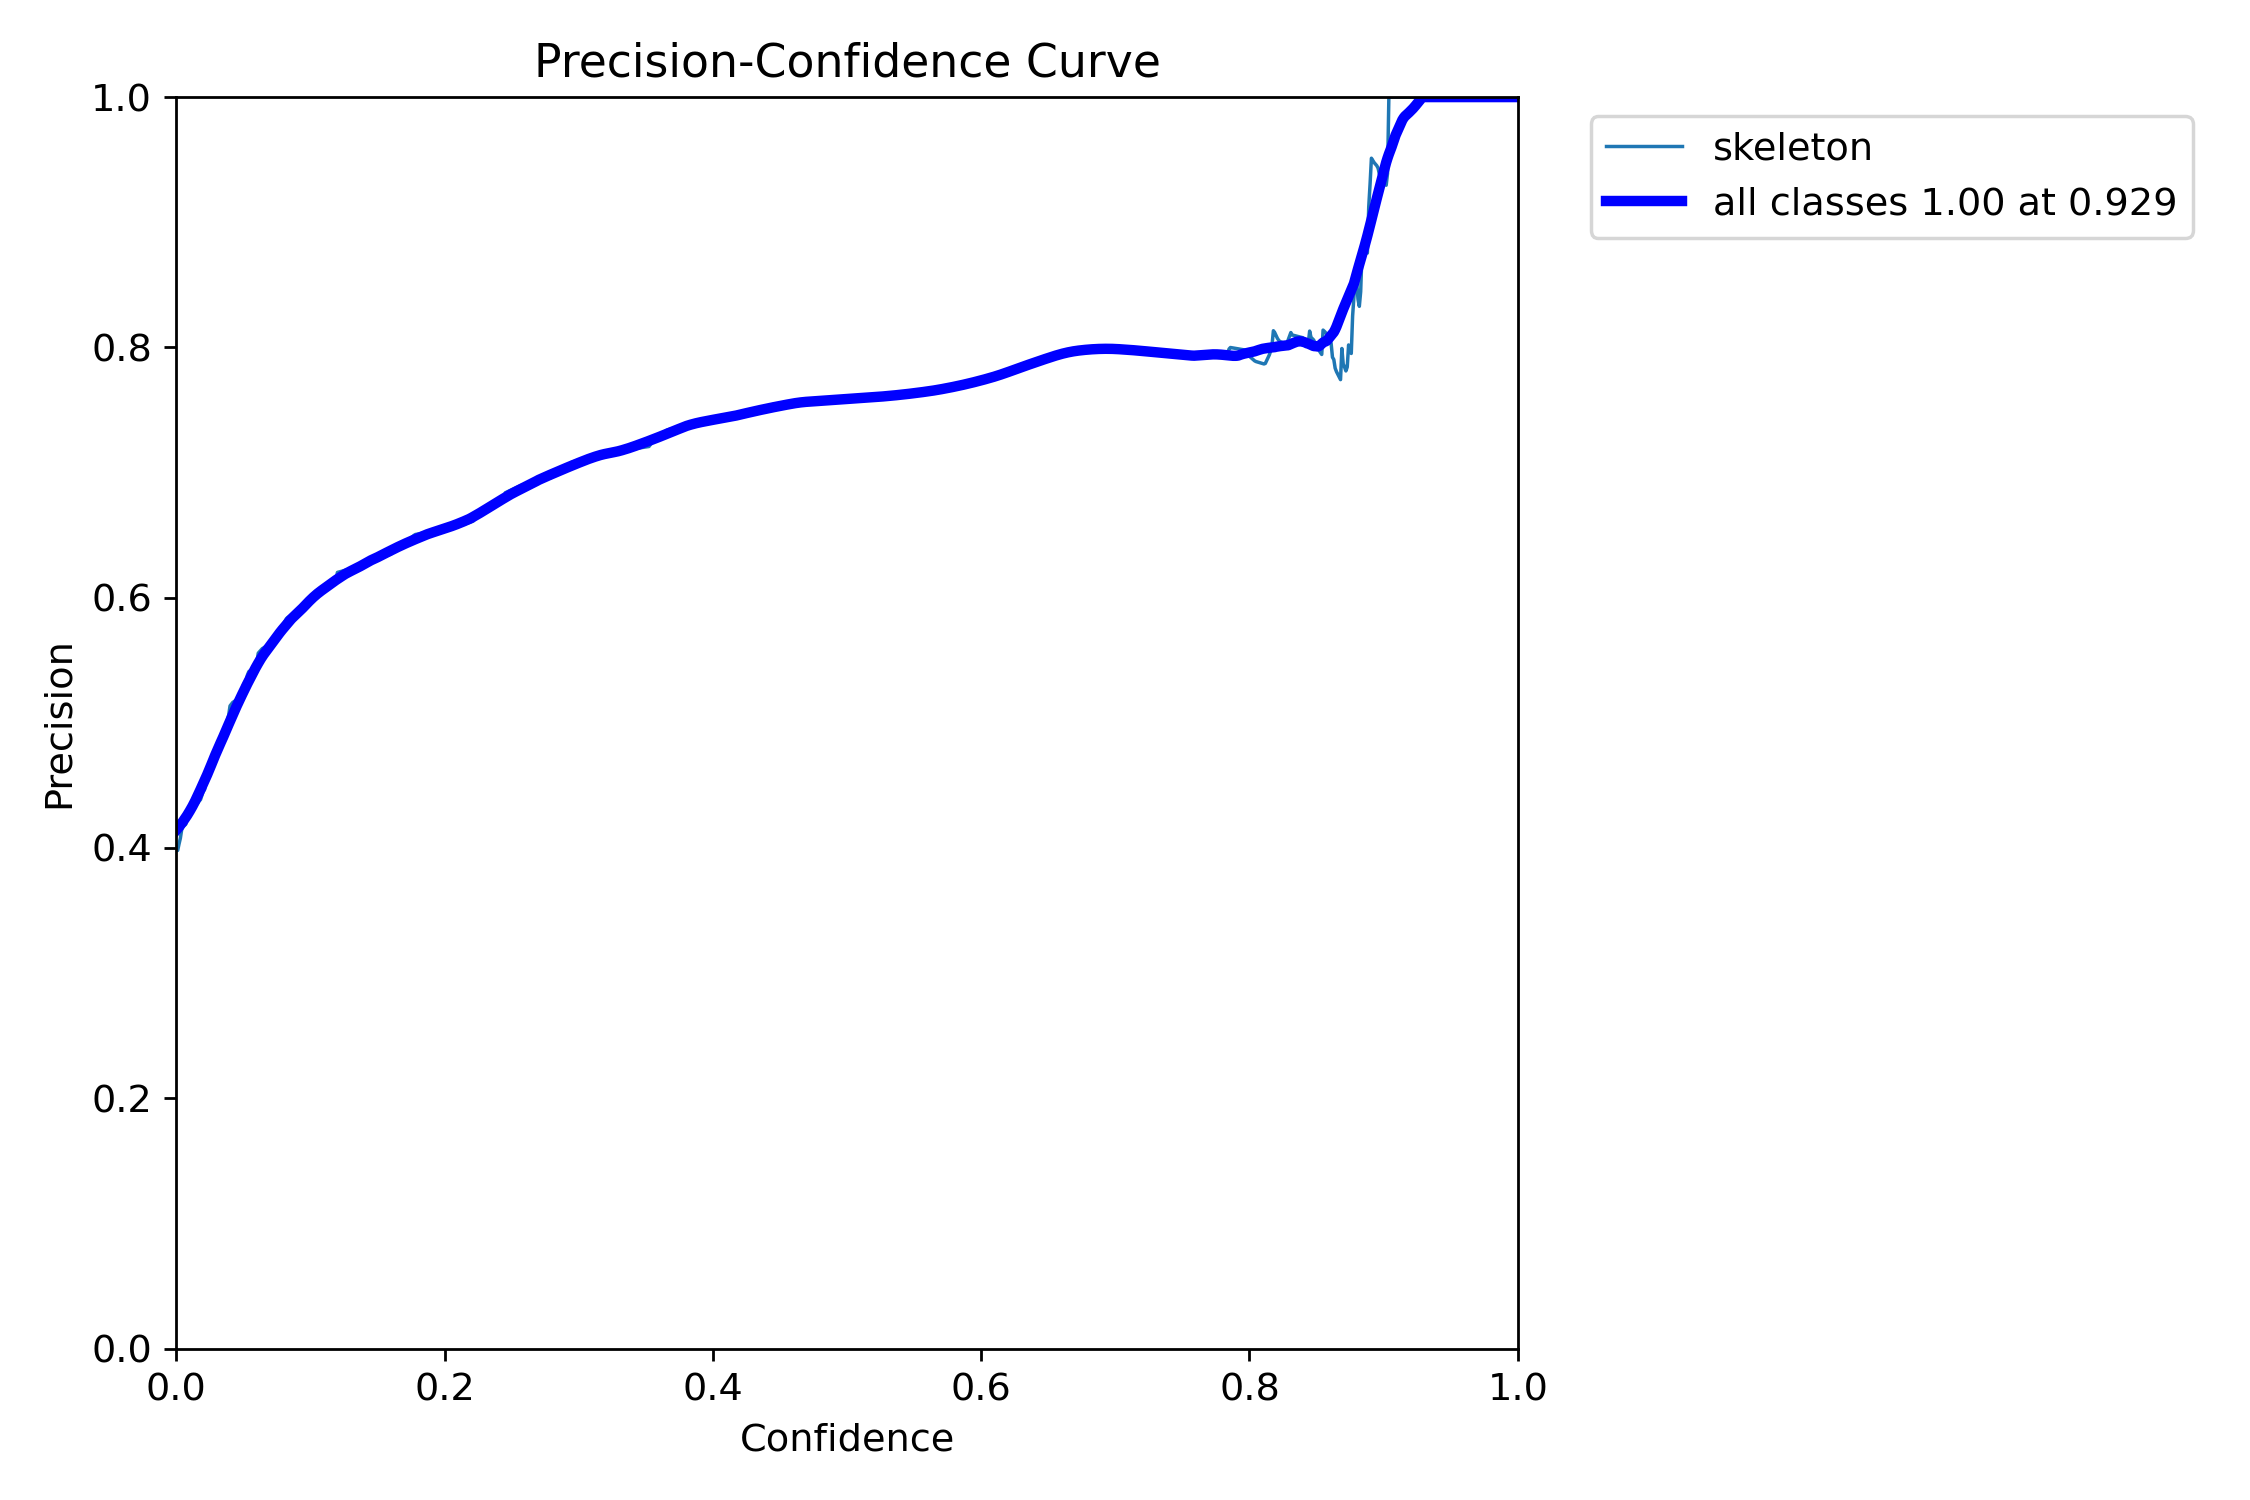 Precision-Confidence Curve
1.0
0.8
0.6
0.4
0.2
0.0
Precision
0.0 0.2 0.4 0.6 0.8 1.0
Confidence
skeleton
all classes 1.00 at 0.929